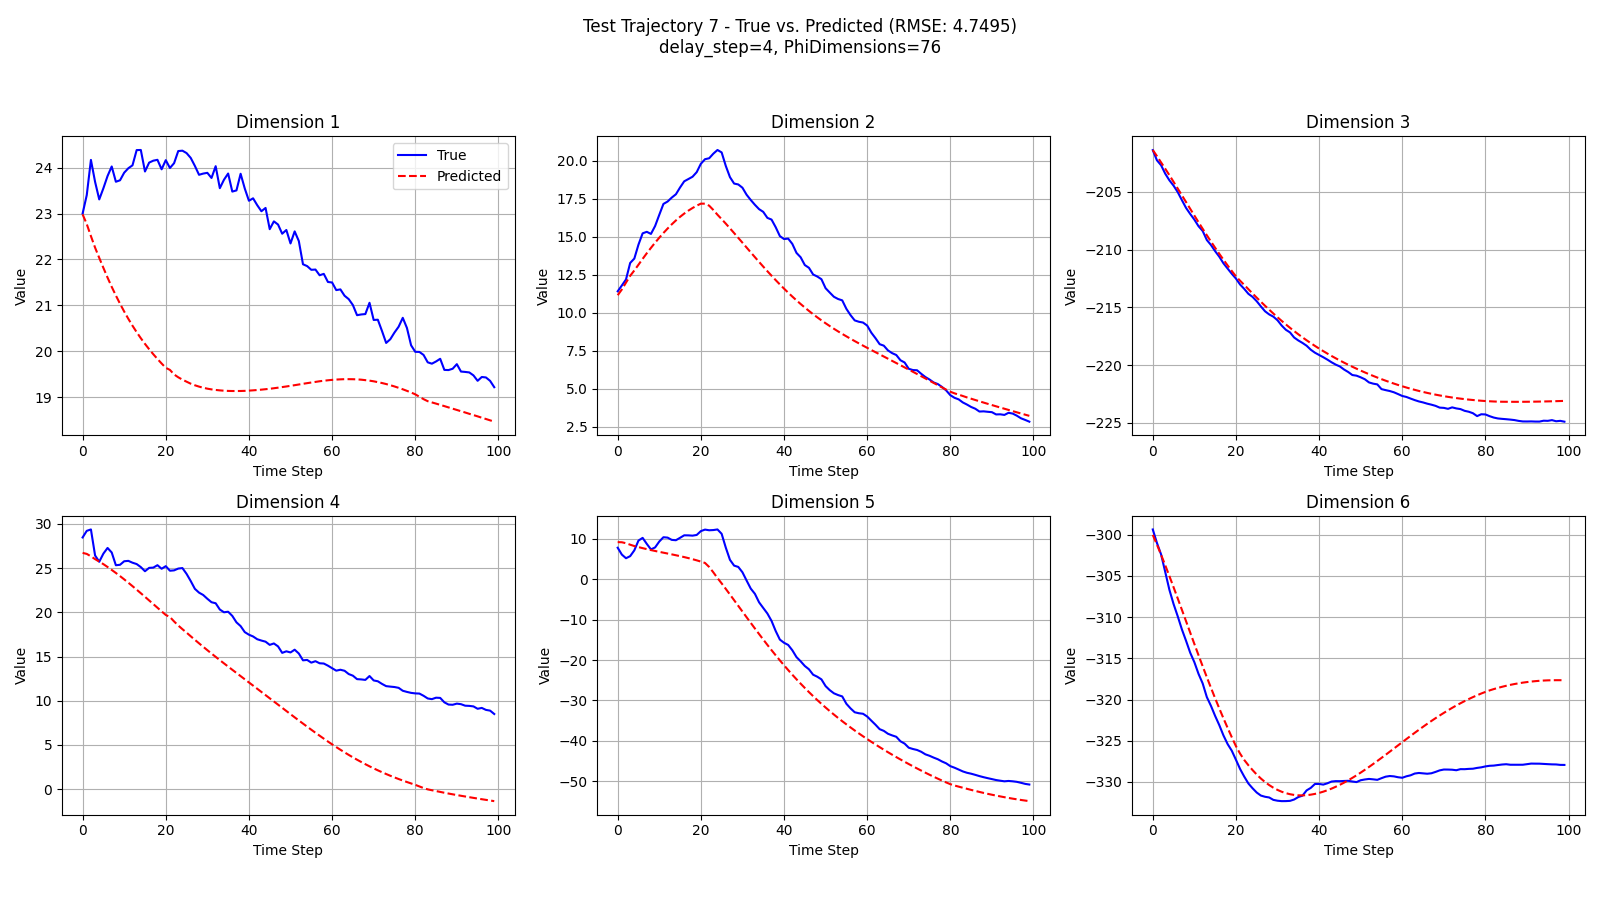 Test Trajectory 7 - True vs. Predicted (RMSE: 4.7495)
delay_step=4, PhiDimensions=76
Dimension 1
Value
24
23
22
21
20
19
True
Predicted
0 20 40 60 80 100
Time Step
Dimension 2
Value
20.0
17.5
15.0
12.5
10.0
7.5
5.0
2.5
0 20 40 60 80 100
Time Step
Dimension 3
Value
−205
−210
−215
−220
−225
0 20 40 60 80 100
Time Step
Dimension 4
Value
30
25
20
15
10
5
0
0 20 40 60 80 100
Time Step
Dimension 5
Value
10
0
−10
−20
−30
−40
−50
0 20 40 60 80 100
Time Step
Dimension 6
Value
−300
−305
−310
−315
−320
−325
−330
0 20 40 60 80 100
Time Step